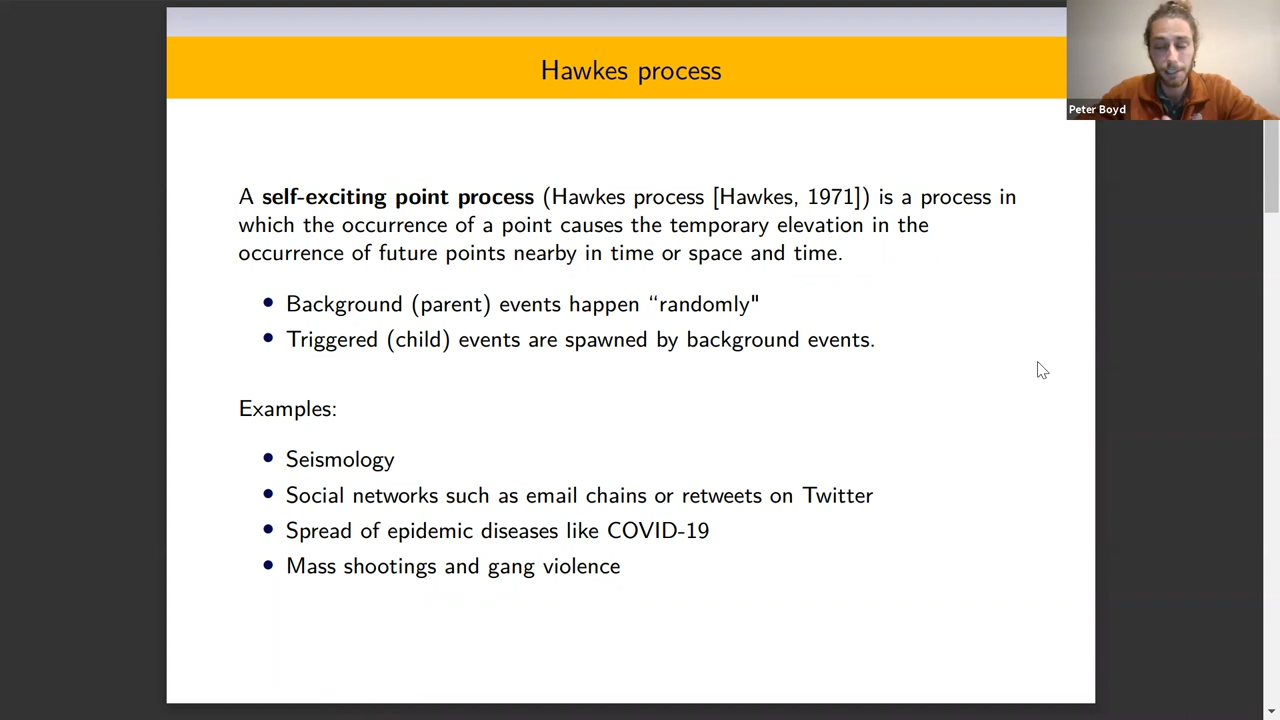 Hawkes process
Peter Boyd
A self-exciting point process (Hawkes process [Hawkes, 1971]) is a process in
which the occurrence of a point causes the temporary elevation in the
occurrence of future points nearby in time or space and time.
• Background (parent) events happen “randomly"
• Triggered (child) events are spawned by background events.
Examples:
• Seismology
• Social networks such as email chains or retweets on Twitter
• Spread of epidemic diseases like COVID-19
• Mass shootings and gang violence